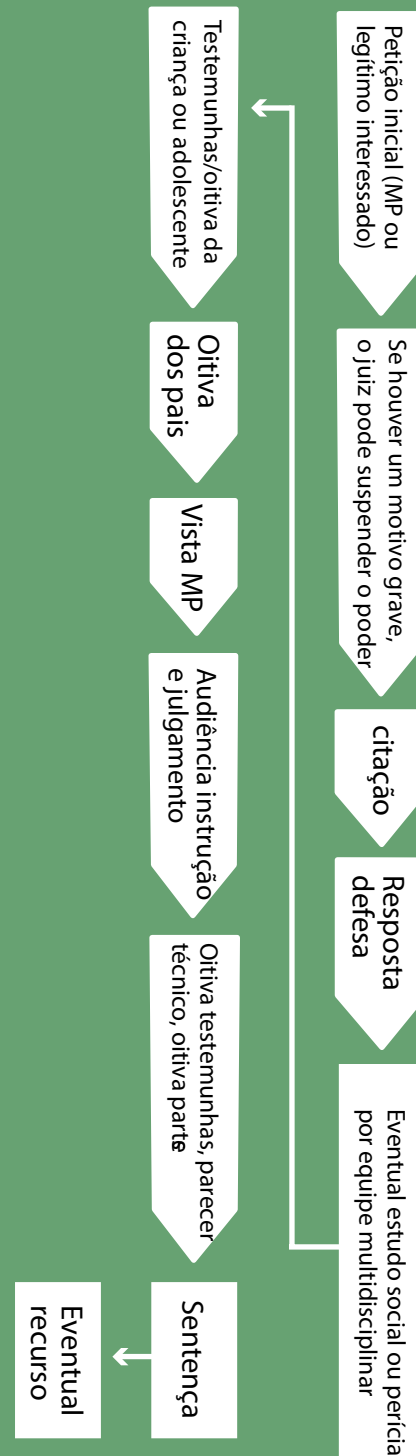 Petição inicial (MP ou
legítimo interessado)
Se houver um motivo grave,
o juiz pode suspender o poder
citação
Resposta
defesa
Eventual estudo social ou perícia
por equipe multidisciplinar
Testemunhas/oitiva da
criança ou adolescente
Oitiva
dos pais
Vista MP
Audiência instrução
e julgamento
Oitiva testemunhas, parecer
técnico, oitiva parte
Sentença
Eventual
recurso